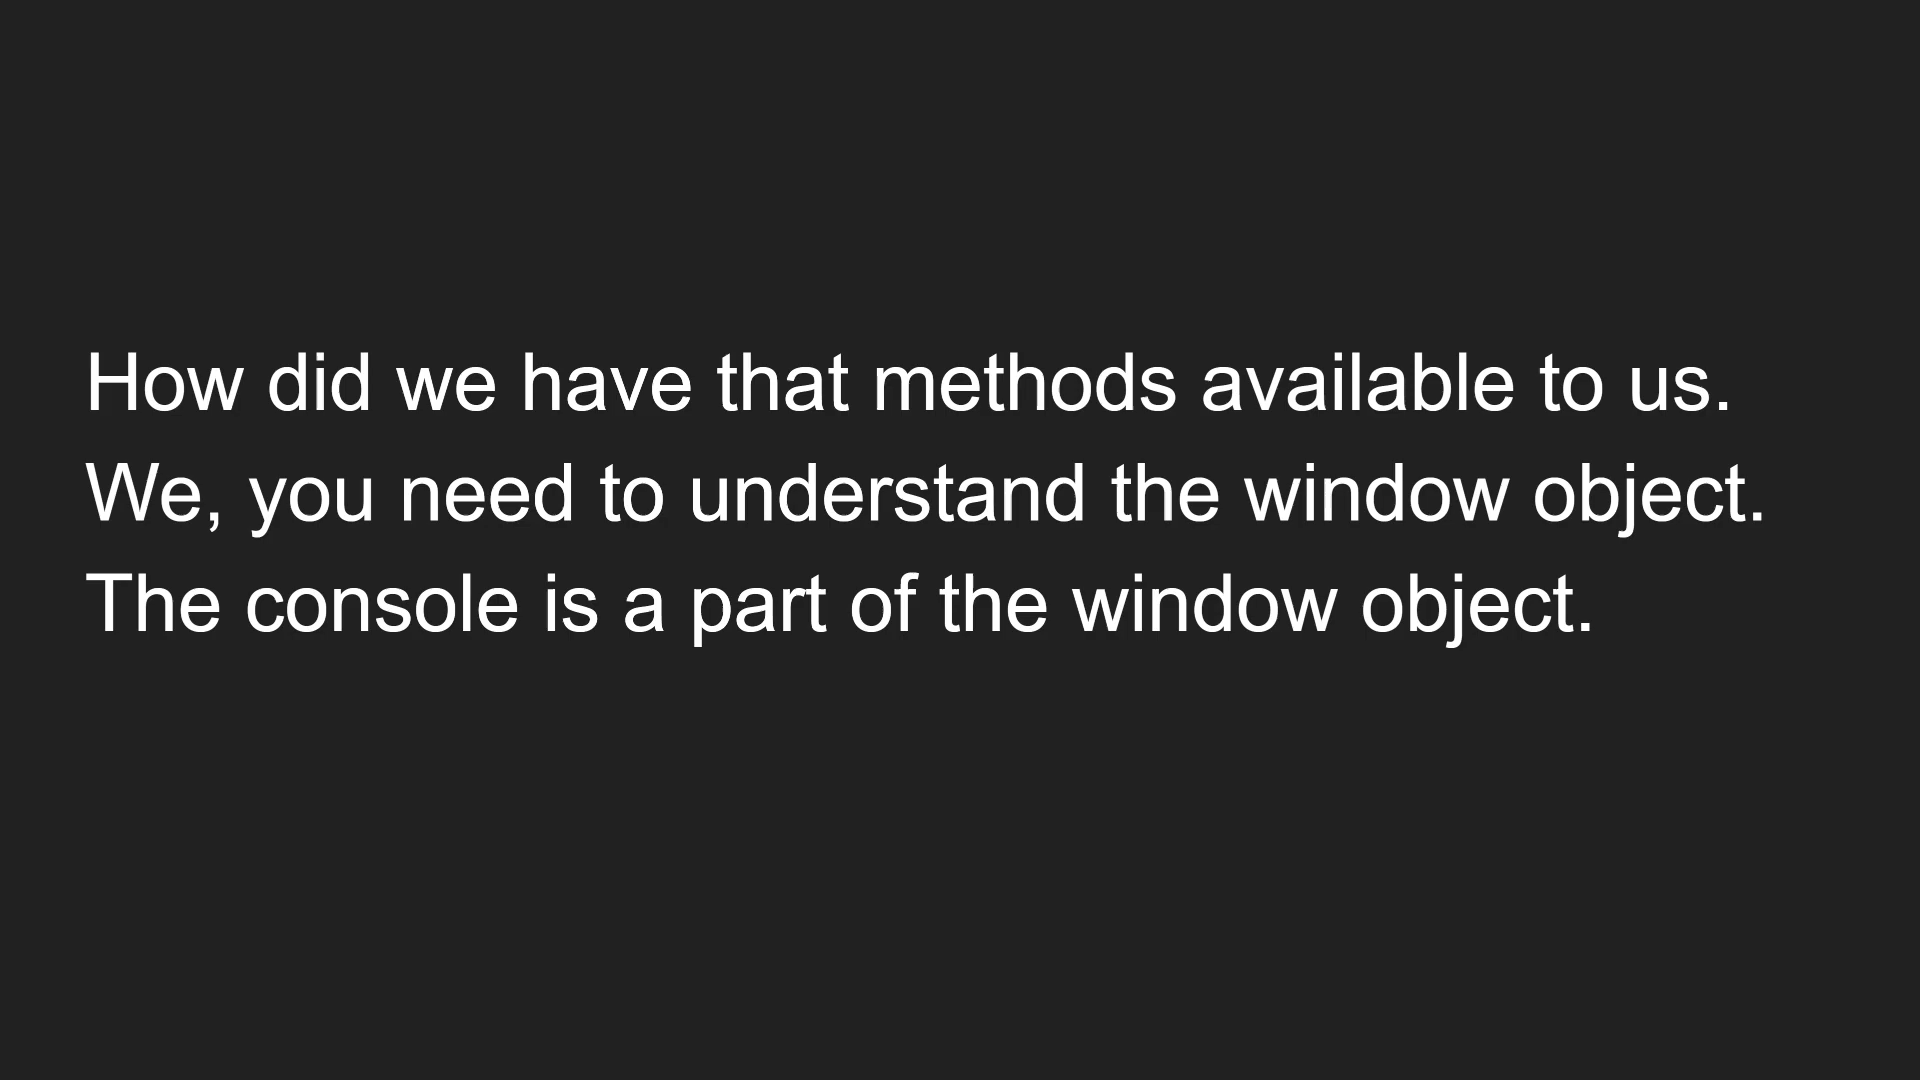 How did we have that methods available to us.
We, you need to understand the window object.
The console is a part of the window object.